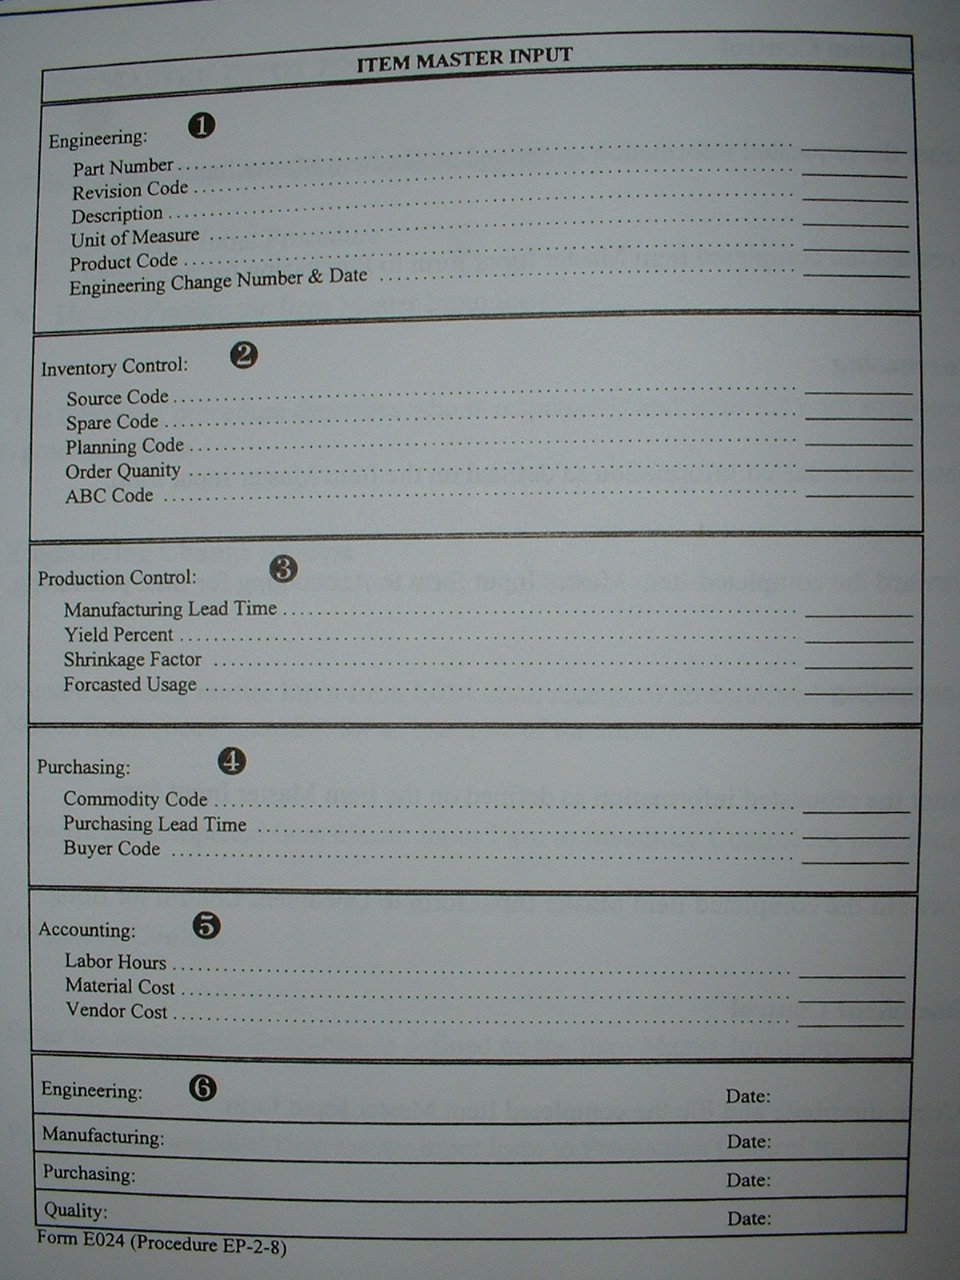 ITEM MASTER INPUT
Engineering: ❶
Part Number
Revision Code
Description
Unit of Measure
Product Code
Engineering Change Number & Date
Inventory Control: ❷
Source Code
Spare Code
Planning Code
Order Quanity
ABC Code
Production Control: ❸
Manufacturing Lead Time
Yield Percent
Shrinkage Factor
Forcasted Usage
Purchasing: ❹
Commodity Code
Purchasing Lead Time
Buyer Code
Accounting: ❺
Labor Hours
Material Cost
Vendor Cost
Engineering: ❻ Date:
Manufacturing: Date:
Purchasing: Date:
Quality: Date:
Form E024 (Procedure EP-2-8)